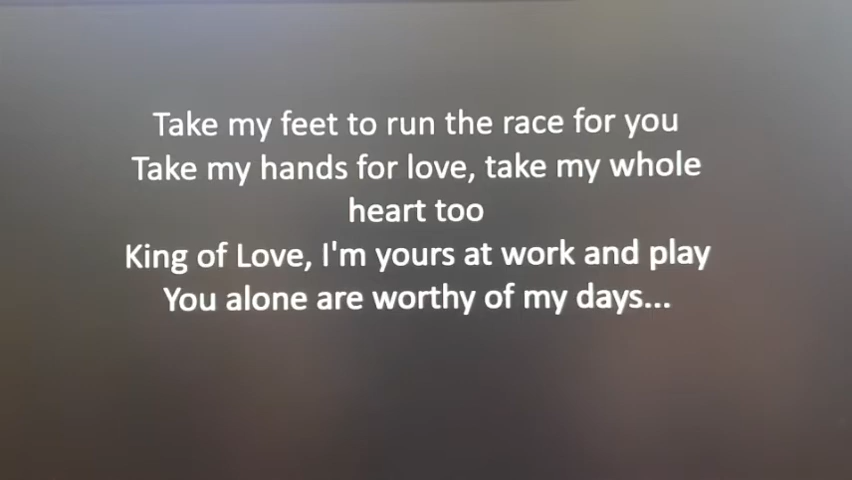 Take my feet to run the race for you
Take my hands for love, take my whole
heart too
King of Love, I'm yours at work and play
You alone are worthy of my days...